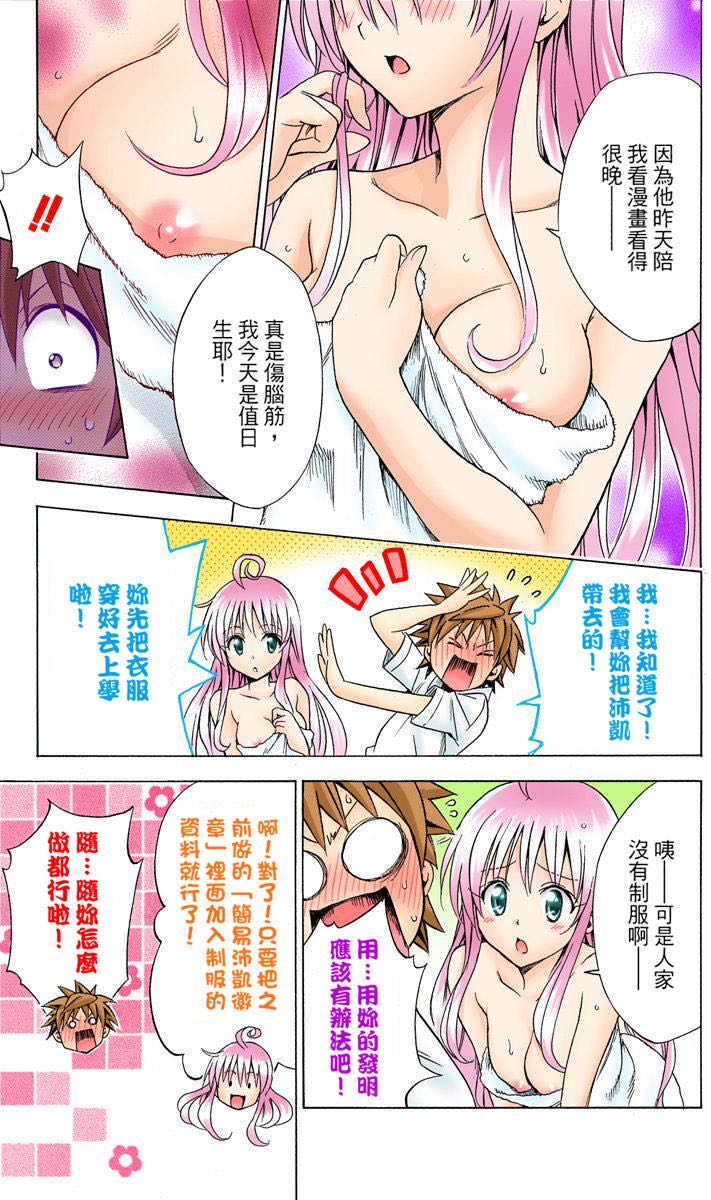 因為他昨天陪
我看漫畫看得
很晚——
真是傷腦筋，
我今天是值日
生耶！
!!
我…我知道了！
我會幫妳把沛凱
帶去的！
妳先把衣服
穿好去上學
啦！
咦——可是人家
沒有制服啊——
用…用妳的發明
應該有辦法吧！
啊！對了！只要把之
前做的「簡易沛凱徽
章」裡面加入制服的
資料就行了！
隨…隨妳怎麼
做都行啦！